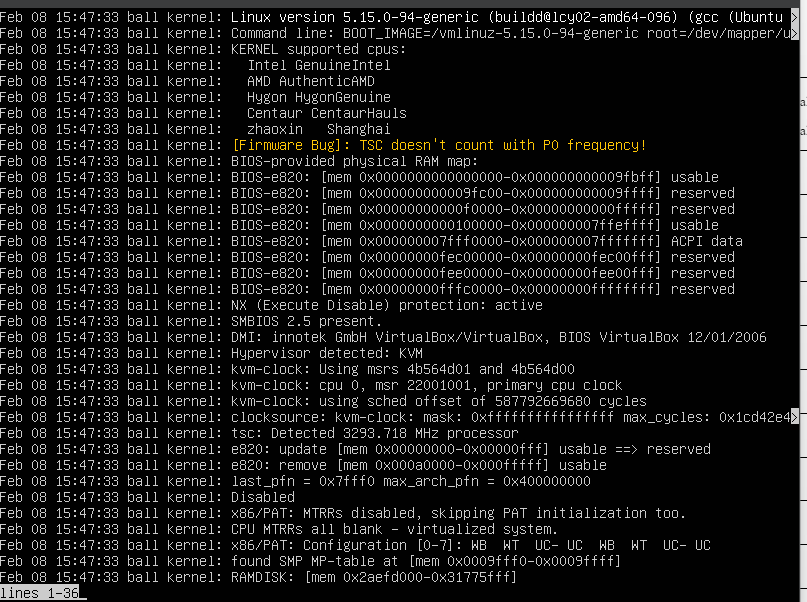 Feb 08 15:47:33 ball kernel: Linux version 5.15.0-94-generic (buildd@lcy02-amd64-096) (gcc (Ubuntu >
Feb 08 15:47:33 ball kernel: Command line: BOOT_IMAGE=/vmlinuz-5.15.0-94-generic root=/dev/mapper/u>
Feb 08 15:47:33 ball kernel: KERNEL supported cpus:
Feb 08 15:47:33 ball kernel:   Intel GenuineIntel
Feb 08 15:47:33 ball kernel:   AMD AuthenticAMD
Feb 08 15:47:33 ball kernel:   Hygon HygonGenuine
Feb 08 15:47:33 ball kernel:   Centaur CentaurHauls
Feb 08 15:47:33 ball kernel:   zhaoxin   Shanghai
Feb 08 15:47:33 ball kernel: [Firmware Bug]: TSC doesn't count with P0 frequency!
Feb 08 15:47:33 ball kernel: BIOS-provided physical RAM map:
Feb 08 15:47:33 ball kernel: BIOS-e820: [mem 0x0000000000000000-0x000000000009fbff] usable
Feb 08 15:47:33 ball kernel: BIOS-e820: [mem 0x000000000009fc00-0x000000000009ffff] reserved
Feb 08 15:47:33 ball kernel: BIOS-e820: [mem 0x00000000000f0000-0x00000000000fffff] reserved
Feb 08 15:47:33 ball kernel: BIOS-e820: [mem 0x0000000000100000-0x000000007ffeffff] usable
Feb 08 15:47:33 ball kernel: BIOS-e820: [mem 0x000000007fff0000-0x000000007fffffff] ACPI data
Feb 08 15:47:33 ball kernel: BIOS-e820: [mem 0x00000000fec00000-0x00000000fec00fff] reserved
Feb 08 15:47:33 ball kernel: BIOS-e820: [mem 0x00000000fee00000-0x00000000fee00fff] reserved
Feb 08 15:47:33 ball kernel: BIOS-e820: [mem 0x00000000fffc0000-0x00000000ffffffff] reserved
Feb 08 15:47:33 ball kernel: NX (Execute Disable) protection: active
Feb 08 15:47:33 ball kernel: SMBIOS 2.5 present.
Feb 08 15:47:33 ball kernel: DMI: innotek GmbH VirtualBox/VirtualBox, BIOS VirtualBox 12/01/2006
Feb 08 15:47:33 ball kernel: Hypervisor detected: KVM
Feb 08 15:47:33 ball kernel: kvm-clock: Using msrs 4b564d01 and 4b564d00
Feb 08 15:47:33 ball kernel: kvm-clock: cpu 0, msr 22001001, primary cpu clock
Feb 08 15:47:33 ball kernel: kvm-clock: using sched offset of 587792669680 cycles
Feb 08 15:47:33 ball kernel: clocksource: kvm-clock: mask: 0xffffffffffffffff max_cycles: 0x1cd42e4>
Feb 08 15:47:33 ball kernel: tsc: Detected 3293.718 MHz processor
Feb 08 15:47:33 ball kernel: e820: update [mem 0x00000000-0x00000fff] usable ==> reserved
Feb 08 15:47:33 ball kernel: e820: remove [mem 0x000a0000-0x000fffff] usable
Feb 08 15:47:33 ball kernel: last_pfn = 0x7fff0 max_arch_pfn = 0x400000000
Feb 08 15:47:33 ball kernel: Disabled
Feb 08 15:47:33 ball kernel: x86/PAT: MTRRs disabled, skipping PAT initialization too.
Feb 08 15:47:33 ball kernel: CPU MTRRs all blank - virtualized system.
Feb 08 15:47:33 ball kernel: x86/PAT: Configuration [0-7]: WB  WT  UC- UC  WB  WT  UC- UC
Feb 08 15:47:33 ball kernel: found SMP MP-table at [mem 0x0009fff0-0x0009ffff]
Feb 08 15:47:33 ball kernel: RAMDISK: [mem 0x2aefd000-0x31775fff]
lines 1-36